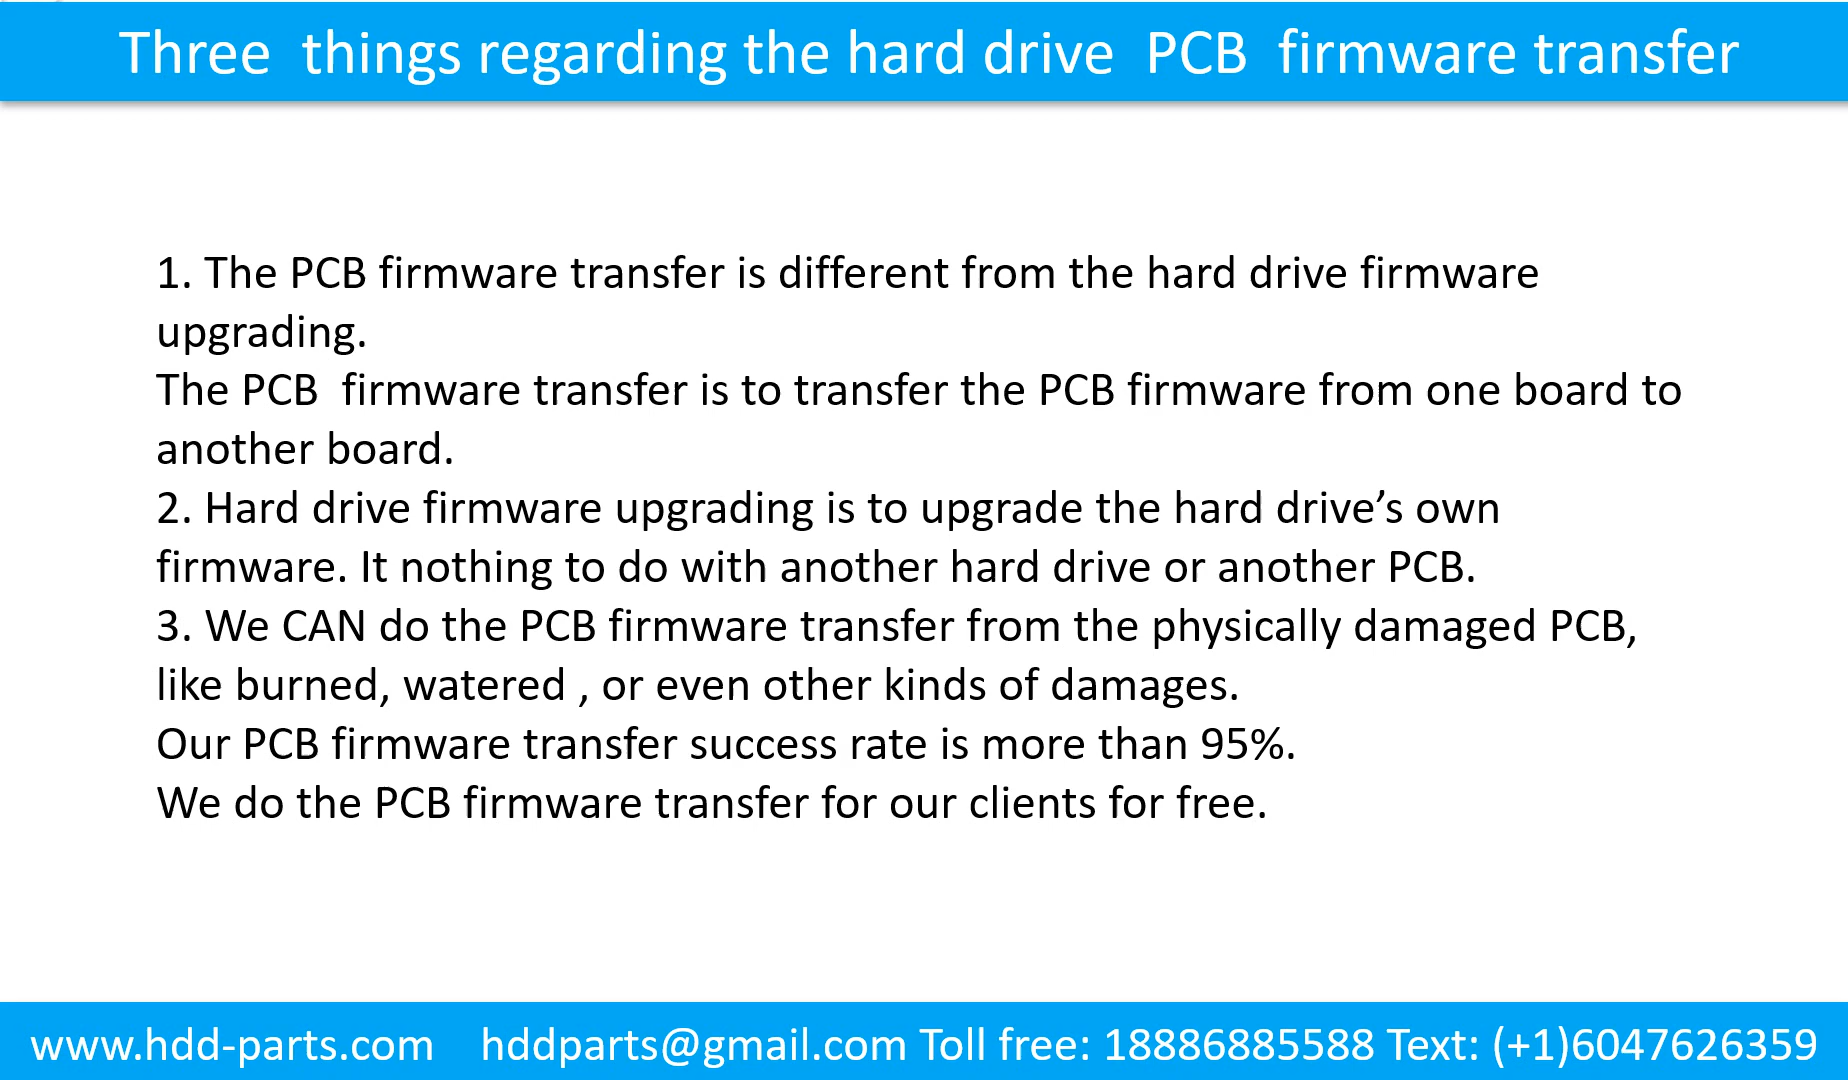 Three  things regarding the hard drive  PCB  firmware transfer
1. The PCB firmware transfer is different from the hard drive firmware
upgrading.
The PCB  firmware transfer is to transfer the PCB firmware from one board to
another board.
2. Hard drive firmware upgrading is to upgrade the hard drive’s own
firmware. It nothing to do with another hard drive or another PCB.
3. We CAN do the PCB firmware transfer from the physically damaged PCB,
like burned, watered , or even other kinds of damages.
Our PCB firmware transfer success rate is more than 95%.
We do the PCB firmware transfer for our clients for free.
www.hdd-parts.com    hddparts@gmail.com Toll free: 18886885588 Text: (+1)6047626359